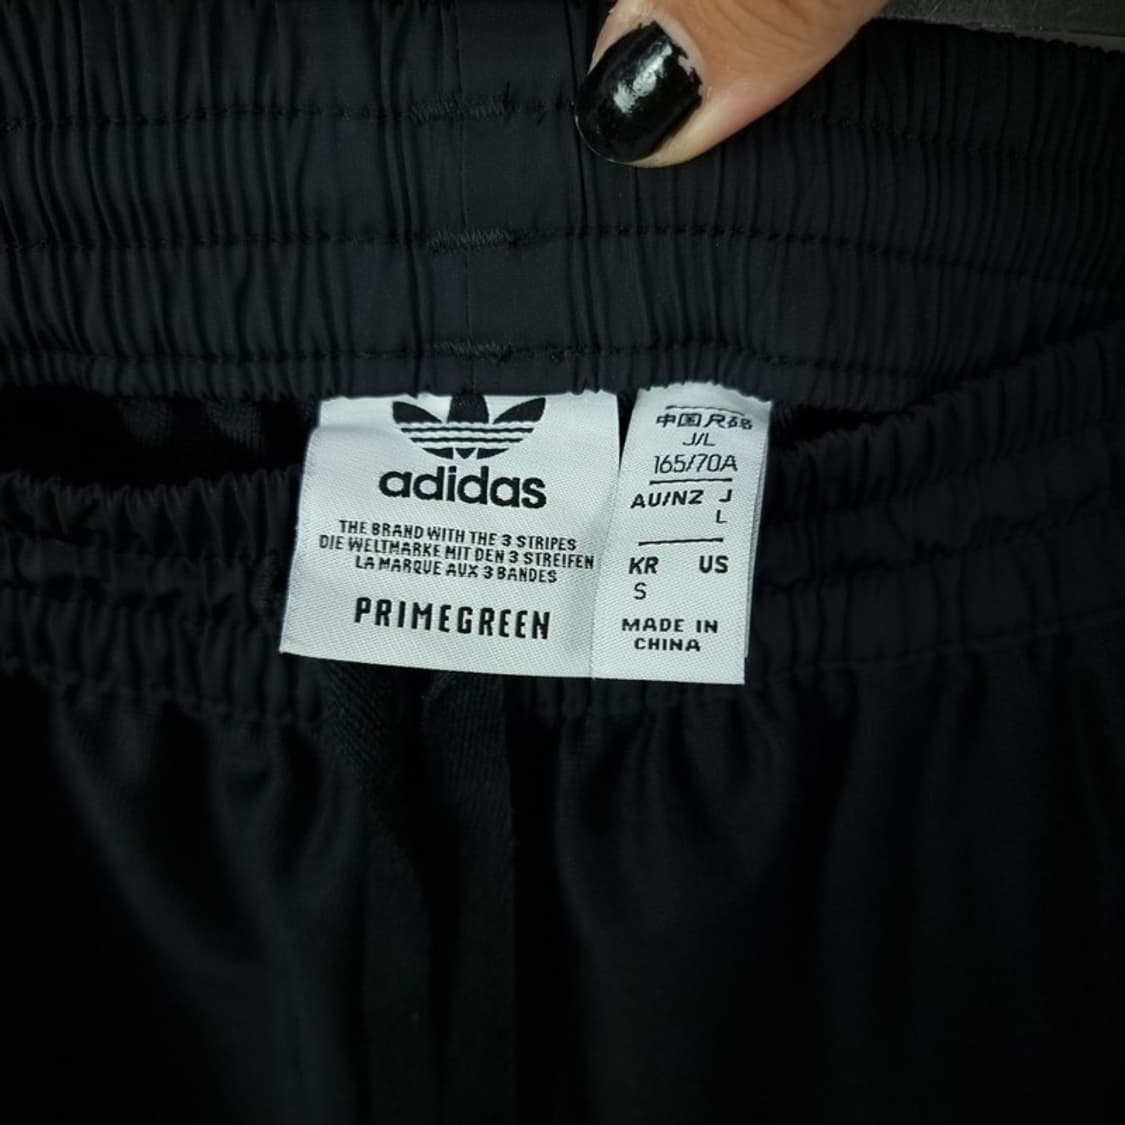 adidas
THE BRAND WITH THE 3 STRIPES
DIE WELTMARKE MIT DEN 3 STREIFEN
LA MARQUE AUX 3 BANDES
PRIMEGREEN
中国尺码
J/L
165/70A
AU/NZ J
L
KR US
S
MADE IN
CHINA